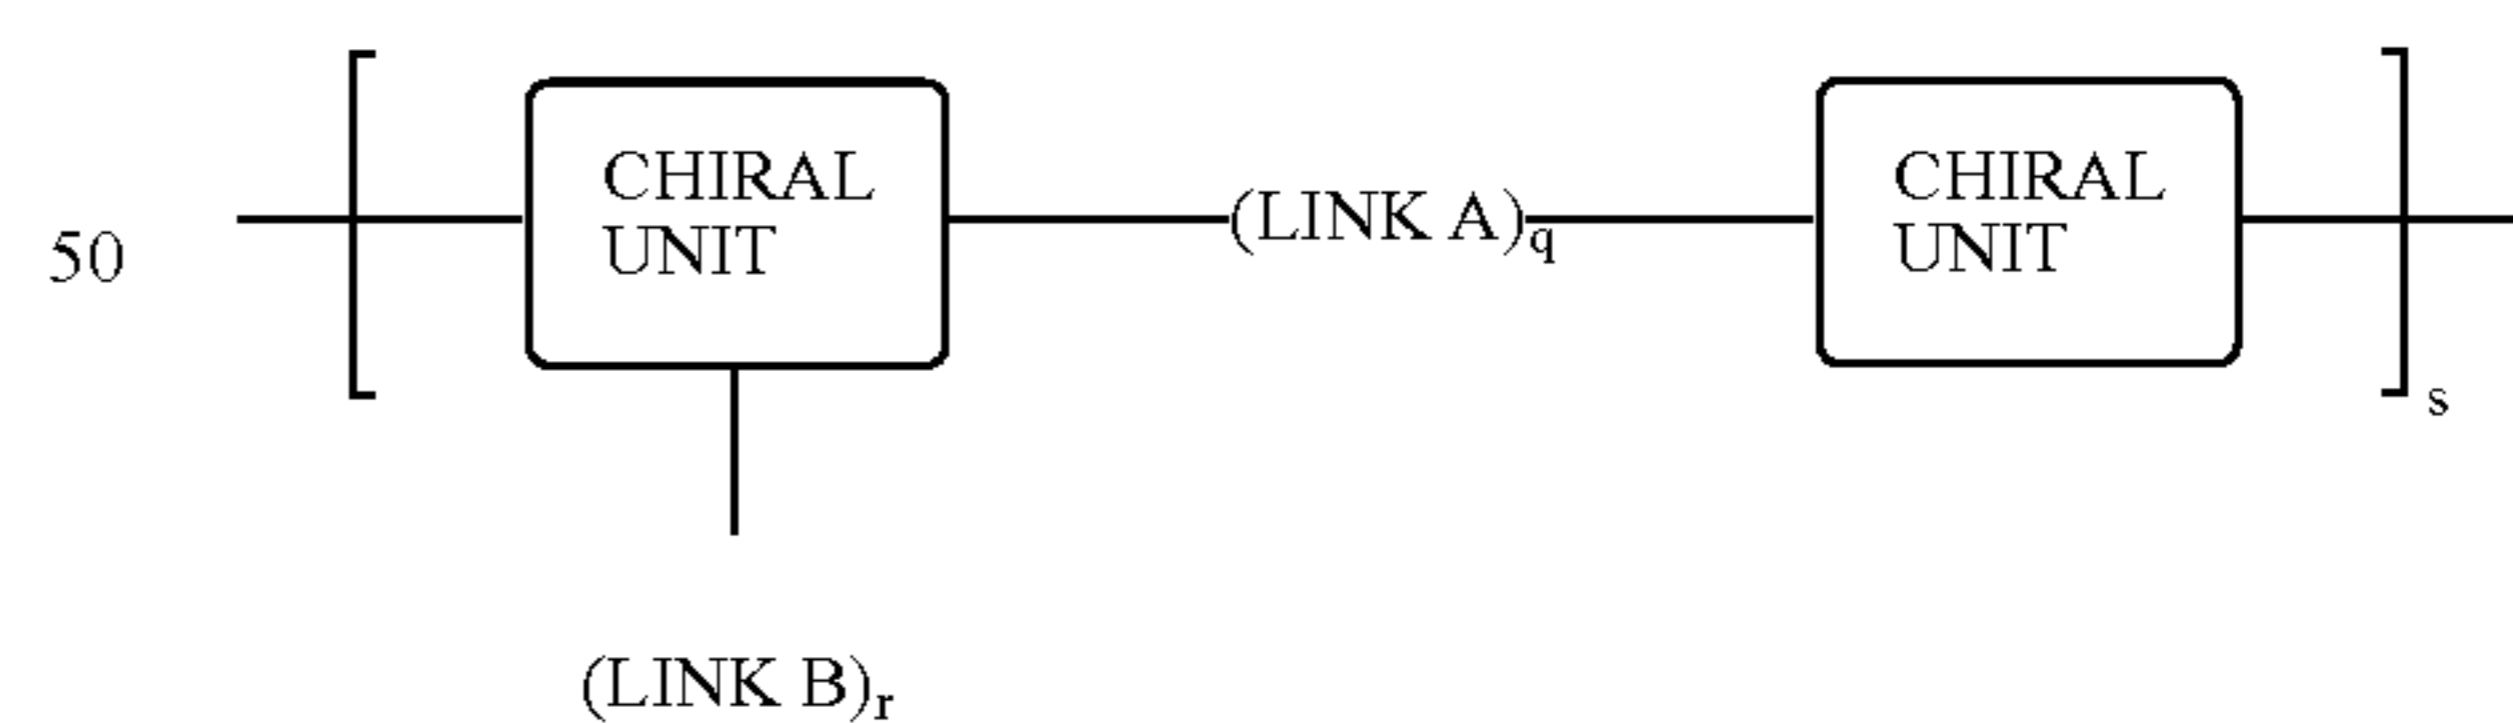 50
CHIRAL
UNIT
(LINK A)q
CHIRAL
UNIT
s
(LINK B)r